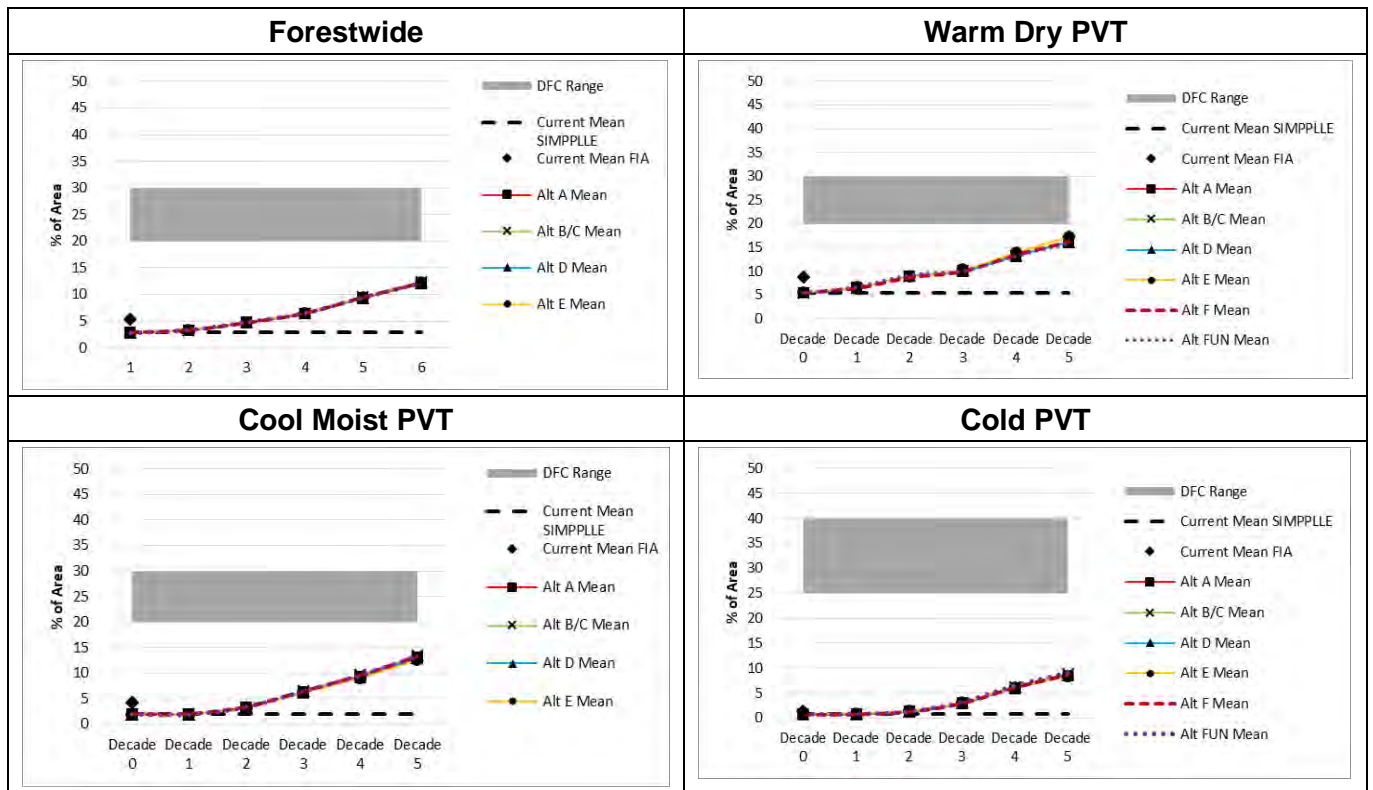 Forestwide
50
45
40
35
30
25
20
15
10
5
0
% of Area
1 2 3 4 5 6
DFC Range
Current Mean
SIMPPLLE
Current Mean FIA
Alt A Mean
Alt B/C Mean
Alt D Mean
Alt E Mean
Warm Dry PVT
50
45
40
35
30
25
20
15
10
5
0
% of Area
Decade Decade Decade Decade Decade Decade
0 1 2 3 4 5
DFC Range
Current Mean SIMPPLLE
Current Mean FIA
Alt A Mean
Alt B/C Mean
Alt D Mean
Alt E Mean
Alt F Mean
Alt FUN Mean
Cool Moist PVT
50
45
40
35
30
25
20
15
10
5
0
% of Area
Decade Decade Decade Decade Decade Decade
0 1 2 3 4 5
DFC Range
Current Mean
SIMPPLLE
Current Mean FIA
Alt A Mean
Alt B/C Mean
Alt D Mean
Alt E Mean
Cold PVT
50
45
40
35
30
25
20
15
10
5
0
% of Area
Decade Decade Decade Decade Decade Decade
0 1 2 3 4 5
DFC Range
Current Mean SIMPPLLE
Current Mean FIA
Alt A Mean
Alt B/C Mean
Alt D Mean
Alt E Mean
Alt F Mean
Alt FUN Mean